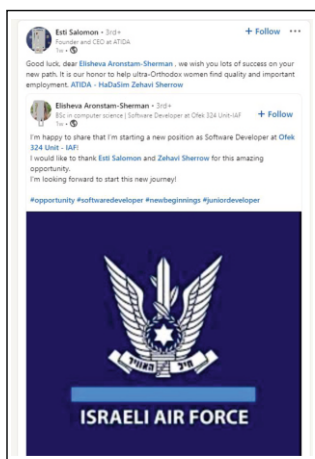 Esti Salomon • 3rd+
+ Follow •••
Founder and CEO at ATIDA
1w •
Good luck, dear Elisheva Aronstam-Sherman . we wish you lots of success on your
new path. It is our honor to help ultra-Orthodox women find quality and important
employment. ATIDA - HaDaSim Zehavi Sherrow
Elisheva Aronstam-Sherman • 3rd+
+ Follow
BSc in computer science | Software Developer at Ofek 324 Unit-IAF
1w •
I'm happy to share that I'm starting a new position as Software Developer at Ofek
324 Unit - IAF!
I would like to thank Esti Salomon and Zehavi Sherrow for this amazing
opportunity.
I'm looking forward to start this new journey!
#opportunity #softwaredeveloper #newbeginnings #juniordeveloper
חיל האוויר
ISRAELI AIR FORCE